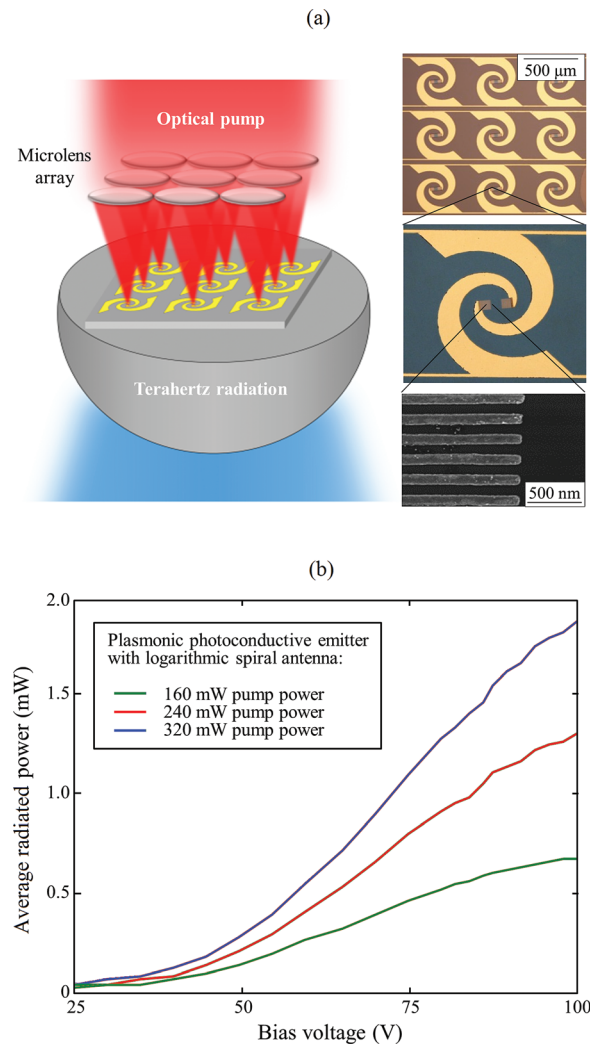 (a)
Optical pump
Microlens
array
Terahertz radiation
500 μm
500 nm
(b)
2.0
1.5
1.0
0.5
0
Average radiated power (mW)
Plasmonic photoconductive emitter
with logarithmic spiral antenna:
160 mW pump power
240 mW pump power
320 mW pump power
25
50
75
100
Bias voltage (V)